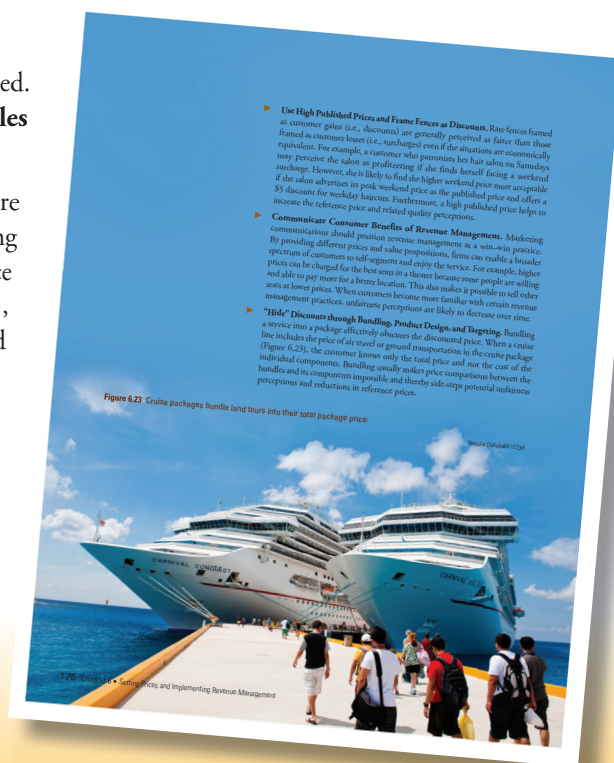 ed.
les
re
ng
ce
,
d
► Use High Published Prices and Frame Fences as Discounts. Rate fences framed
as customer gains (i.e., discounts) are generally perceived as fairer than those
framed as customer losses (i.e., surcharges) even if the situations are economically
equivalent. For example, a customer who patronizes her hair salon on Saturdays
may perceive the salon as profiteering if she finds herself facing a weekend
surcharge. However, she is likely to find the higher weekend price more acceptable
if the salon advertises its peak weekend price as the published price and offers a
$5 discount for weekday haircuts. Furthermore, a high published price helps to
increase the reference price and related quality perceptions.
► Communicate Consumer Benefits of Revenue Management. Marketing
communications should position revenue management as a win–win practice.
By providing different prices and value propositions, firms can enable a broader
spectrum of customers to self-segment and enjoy the service. For example, higher
prices can be charged for the best seats in a theater because some people are willing
and able to pay more for a better location. This also makes it possible to sell other
seats at lower prices. When customers become more familiar with certain revenue
management practices, unfairness perceptions are likely to decrease over time.
► "Hide" Discounts through Bundling, Product Design, and Targeting. Bundling
a service into a package effectively obscures the discounted price. When a cruise
line includes the price of air travel or ground transportation in the cruise package
(Figure 6.23), the customer knows only the total price and not the cost of the
individual components. Bundling usually makes price comparisons between the
bundles and its components impossible and thereby side-steps potential unfairness
perceptions and reductions in reference prices.
Figure 6.23 Cruise packages bundle land tours into their total package price.
CARNIVAL CONQUEST
CARNIVAL
176 Chapter 6 • Setting Prices and Implementing Revenue Management